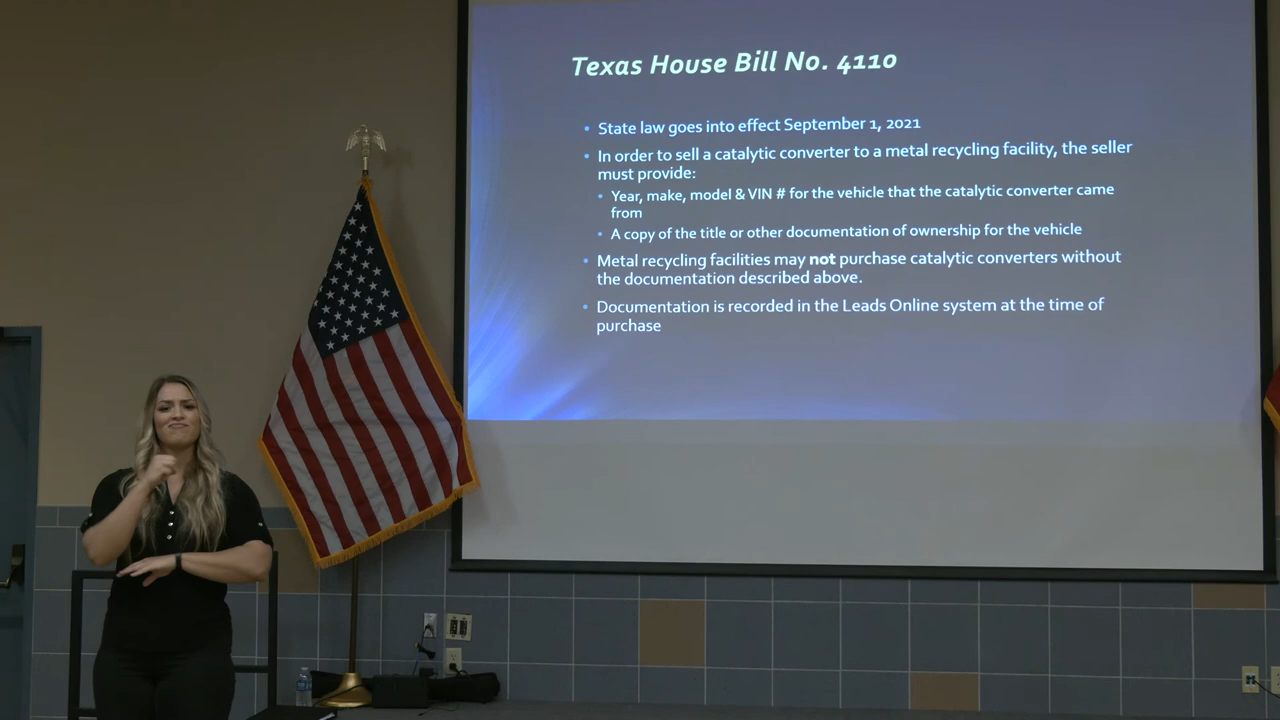 Texas House Bill No. 4110
• State law goes into effect September 1, 2021
• In order to sell a catalytic converter to a metal recycling facility, the seller
must provide:
• Year, make, model & VIN # for the vehicle that the catalytic converter came
from
• A copy of the title or other documentation of ownership for the vehicle
• Metal recycling facilities may not purchase catalytic converters without
the documentation described above.
• Documentation is recorded in the Leads Online system at the time of
purchase